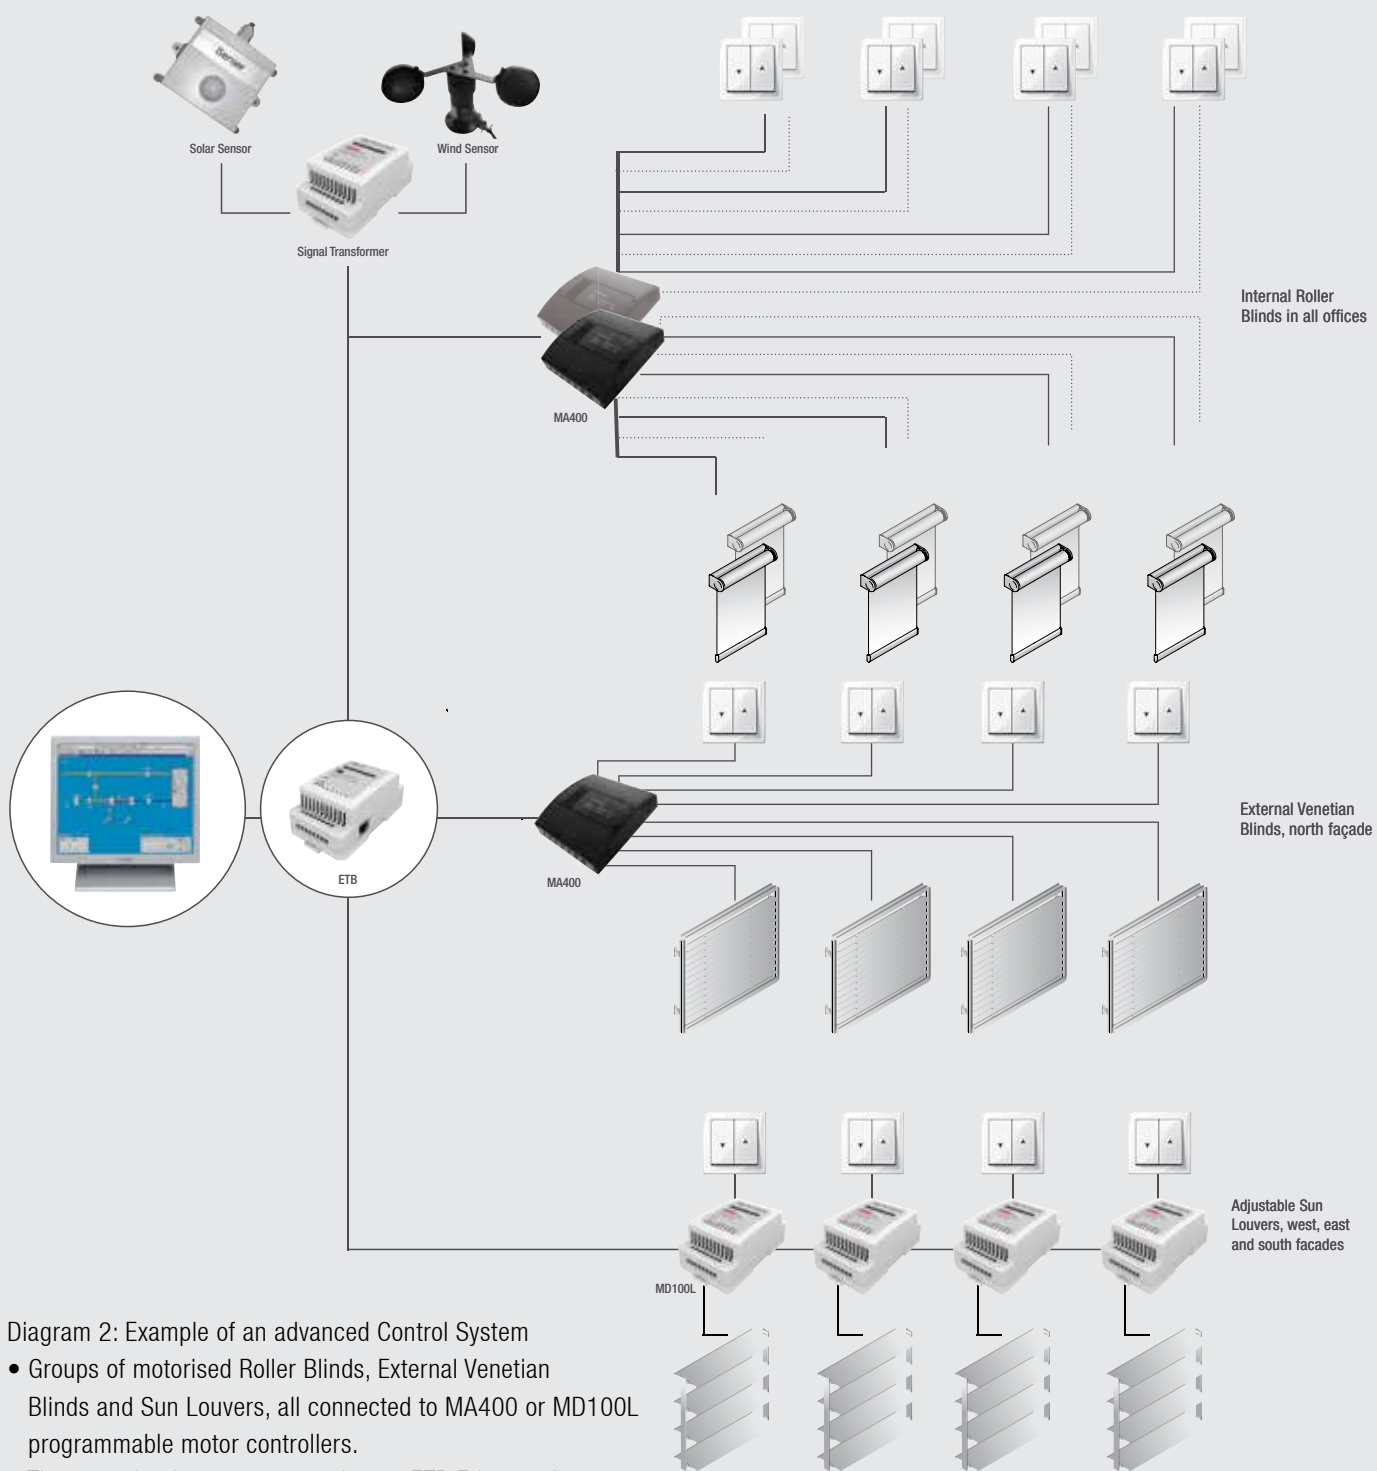 Solar Sensor
Wind Sensor
Signal Transformer
Internal Roller
Blinds in all offices
MA400
ETB
MA400
External Venetian
Blinds, north façade
Adjustable Sun
Louvers, west, east
and south facades
MD100L
Diagram 2: Example of an advanced Control System
• Groups of motorised Roller Blinds, External Venetian
Blinds and Sun Louvers, all connected to MA400 or MD100L
programmable motor controllers.